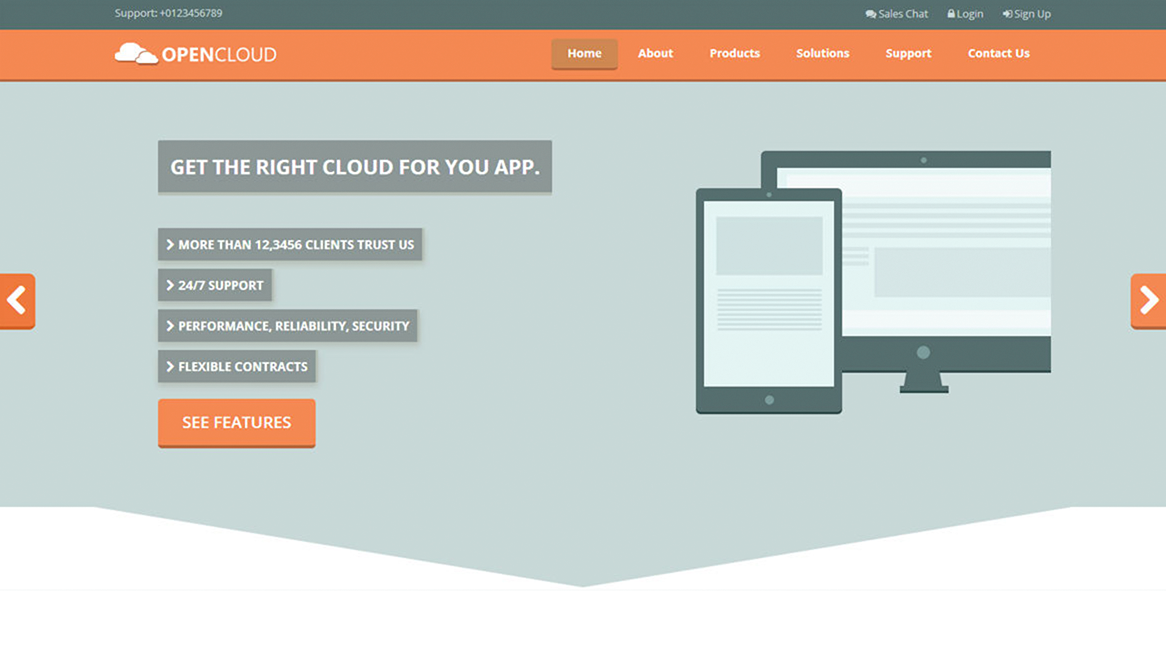 Support: +0123456789
Sales Chat Login Sign Up
OPENCLOUD
Home About Products Solutions Support Contact Us
GET THE RIGHT CLOUD FOR YOU APP.
MORE THAN 12,3456 CLIENTS TRUST US
24/7 SUPPORT
PERFORMANCE, RELIABILITY, SECURITY
FLEXIBLE CONTRACTS
SEE FEATURES